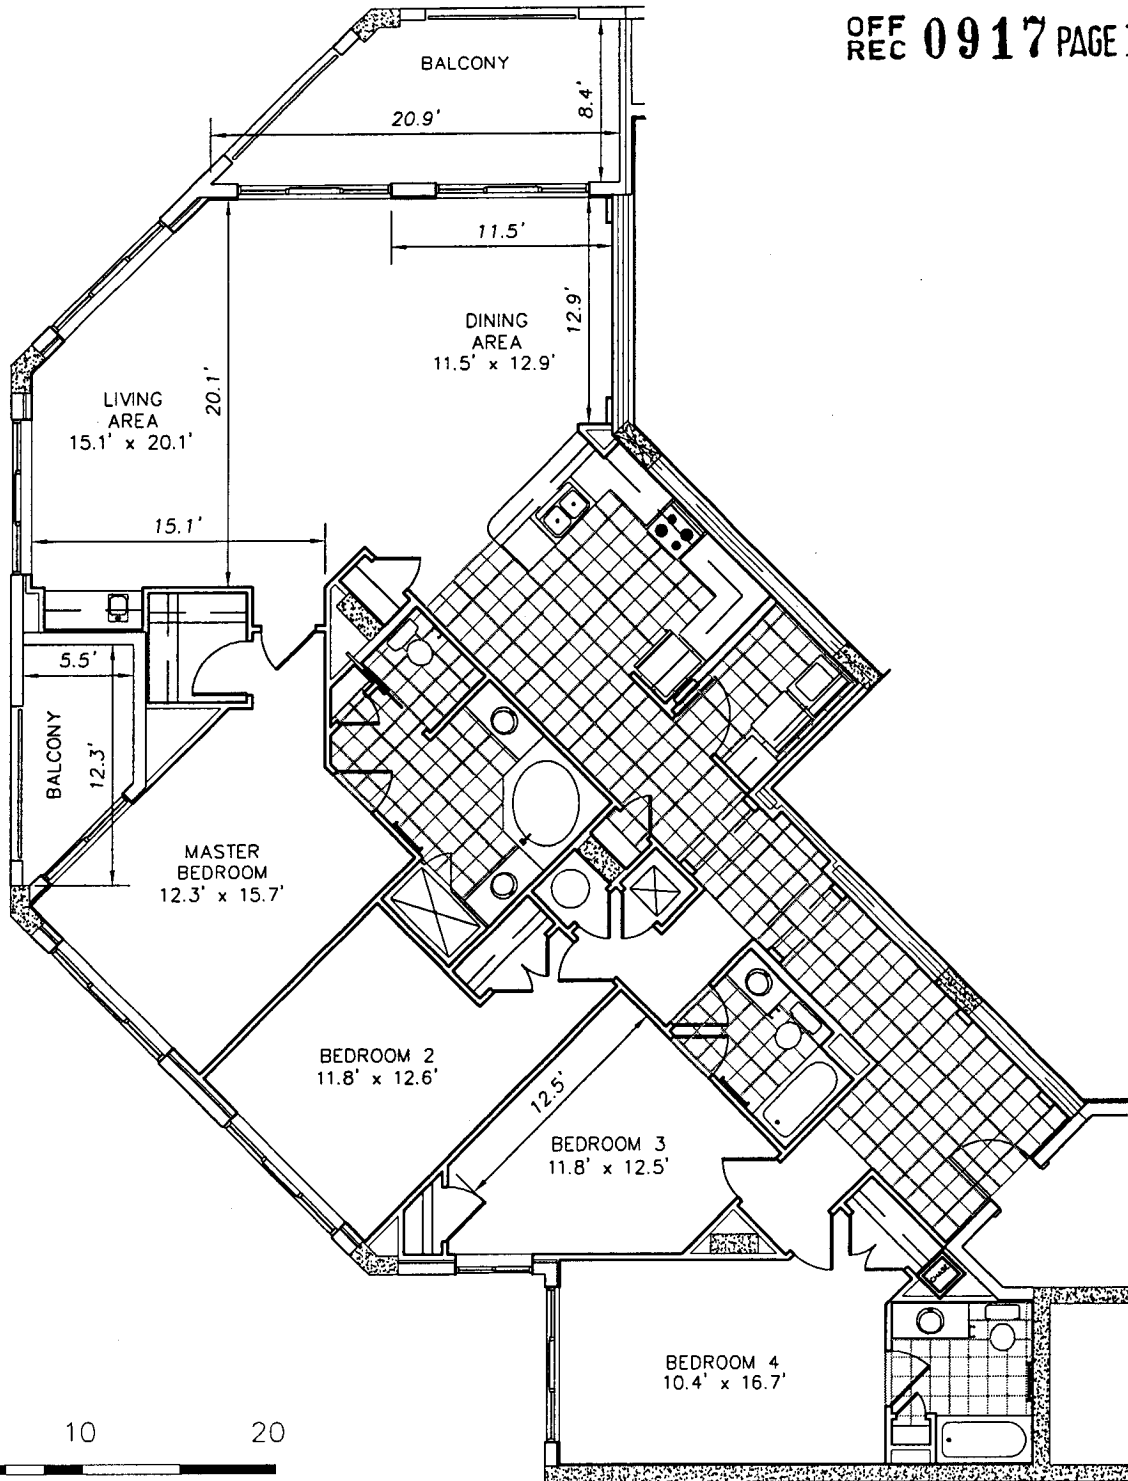 OFF
REC 0917 PAGE
BALCONY
8.4'
20.9'
11.5'
12.9'
DINING
AREA
11.5' x 12.9'
20.1'
LIVING
AREA
15.1' x 20.1'
15.1'
5.5'
BALCONY
12.3'
MASTER
BEDROOM
12.3' x 15.7'
BEDROOM 2
11.8' x 12.6'
12.5'
BEDROOM 3
11.8' x 12.5'
CHASE
BEDROOM 4
10.4' x 16.7'
10 20